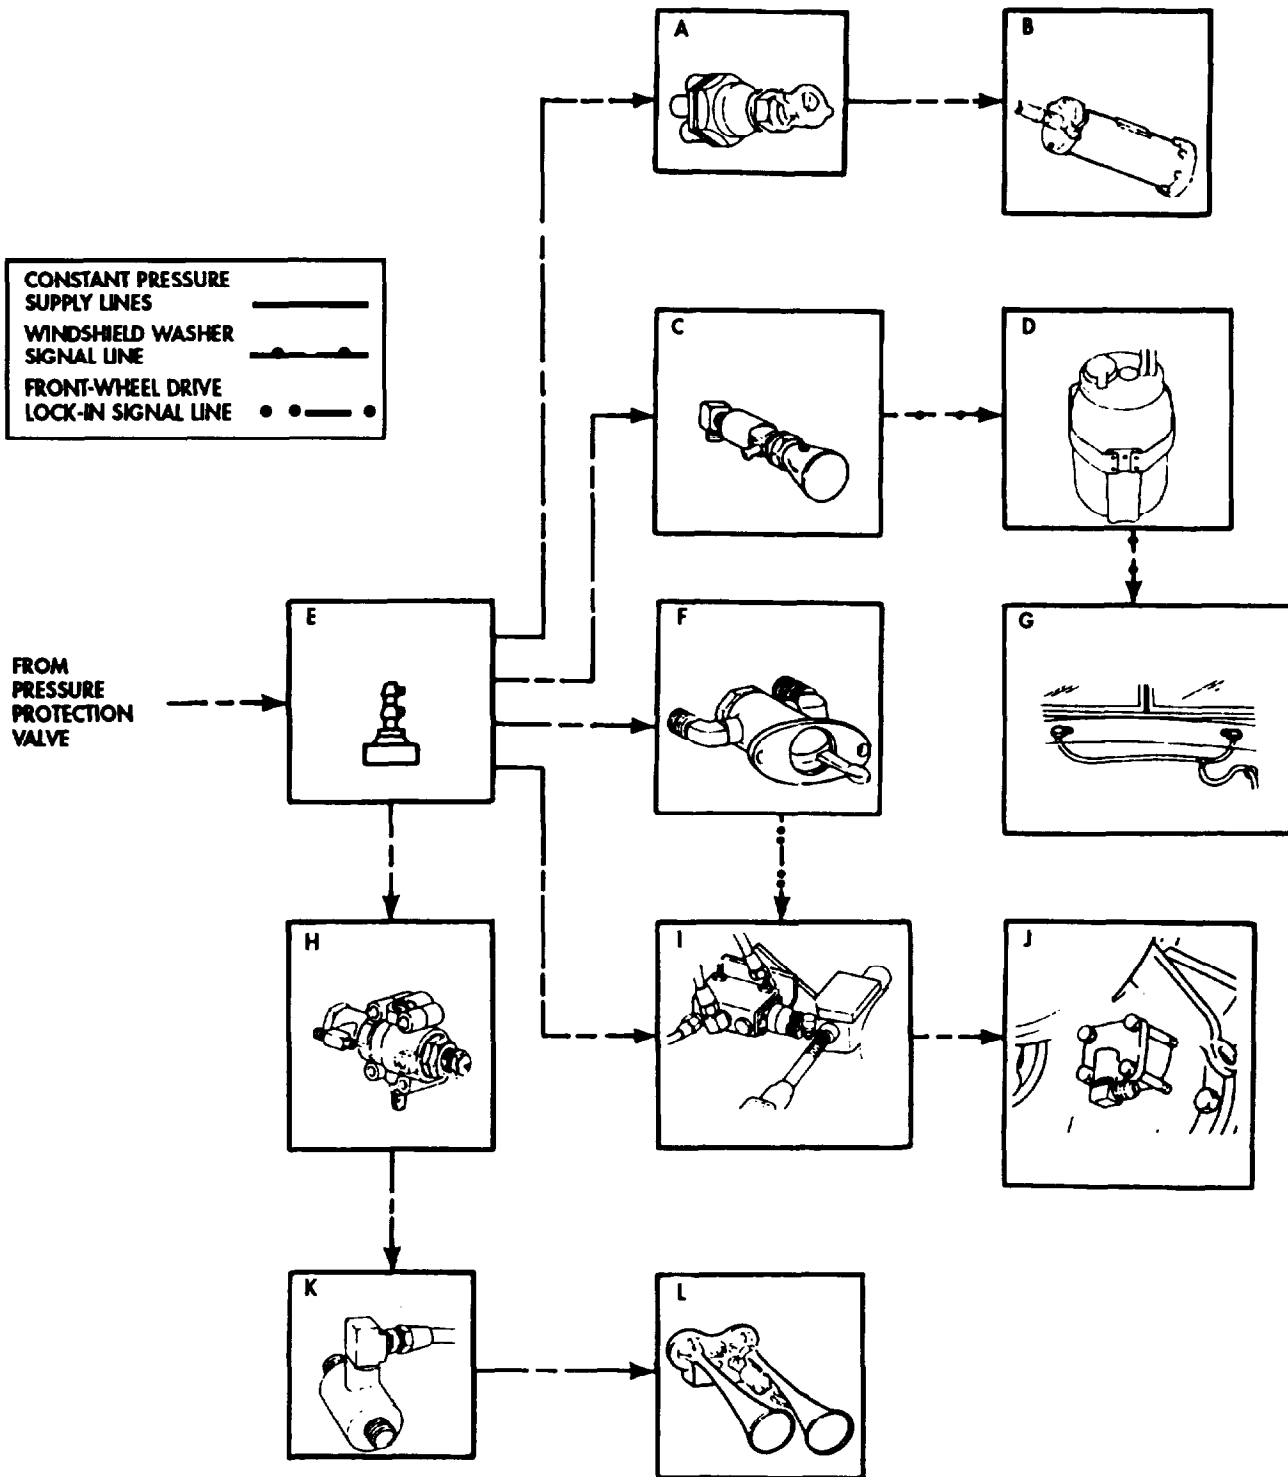 A
B
CONSTANT PRESSURE
SUPPLY LINES
WINDSHIELD WASHER
SIGNAL LINE
FRONT-WHEEL DRIVE
LOCK-IN SIGNAL LINE
C
D
E
F
G
FROM
PRESSURE
PROTECTION
VALVE
H
I
J
K
L